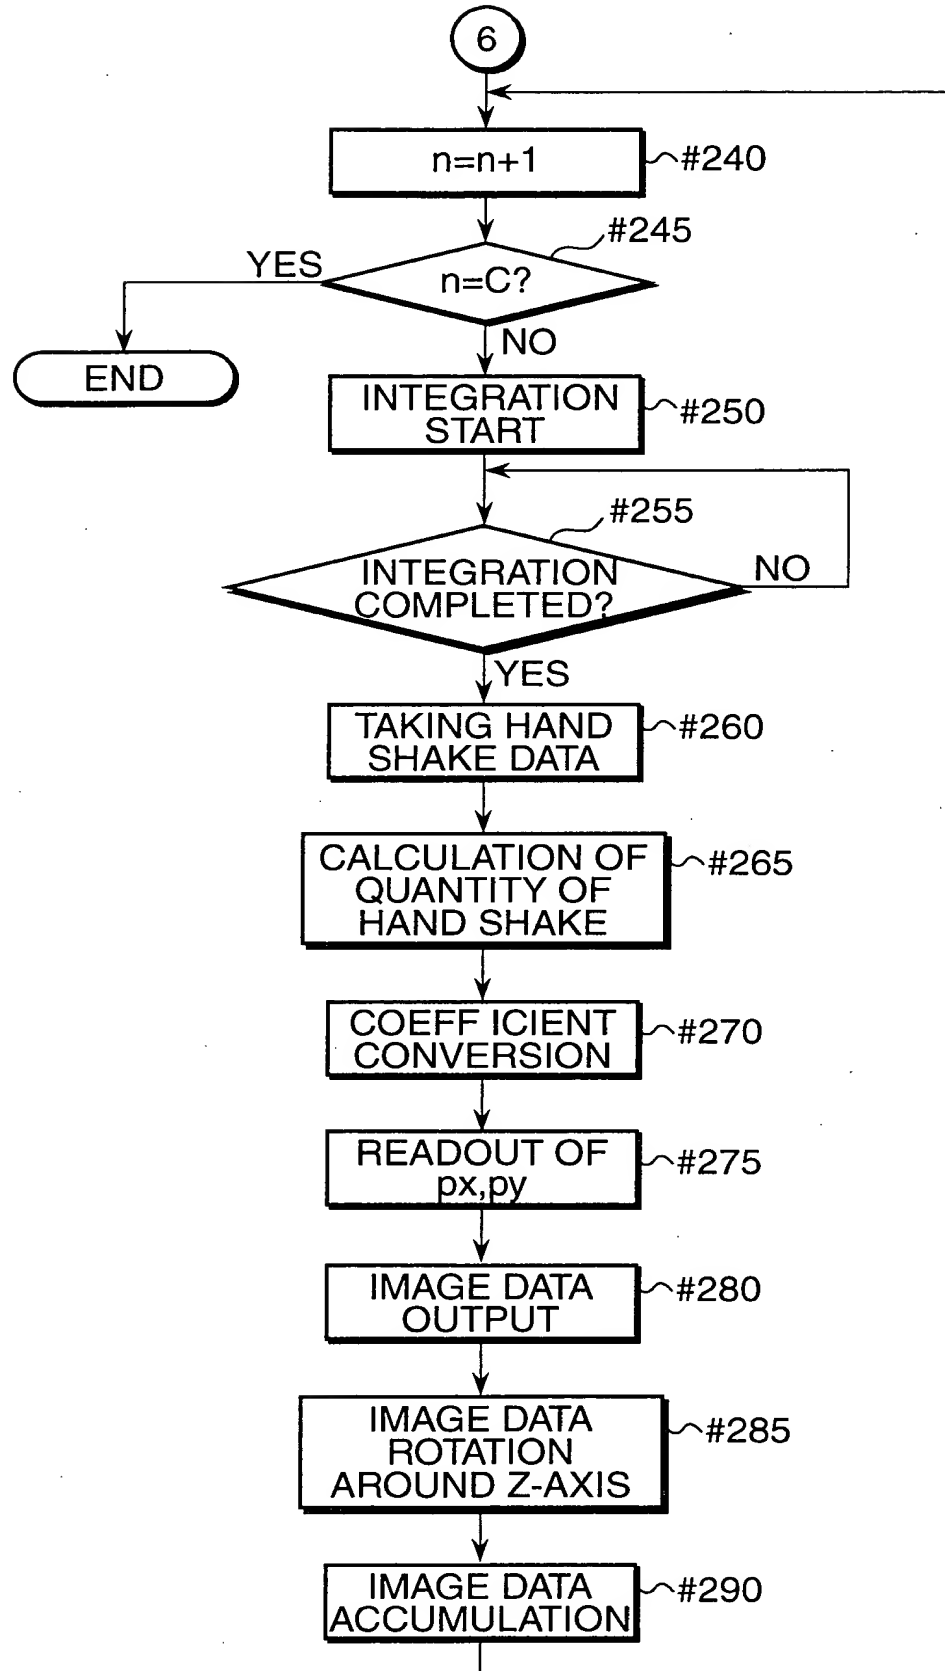 6
n=n+1
#240
#245
YES
n=C?
NO
END
INTEGRATION
START
#250
#255
INTEGRATION
COMPLETED?
NO
YES
TAKING HAND
SHAKE DATA
#260
CALCULATION OF
QUANTITY OF
HAND SHAKE
#265
COEFF ICIENT
CONVERSION
#270
READOUT OF
px,py
#275
IMAGE DATA
OUTPUT
#280
IMAGE DATA
ROTATION
AROUND Z-AXIS
#285
IMAGE DATA
ACCUMULATION
#290